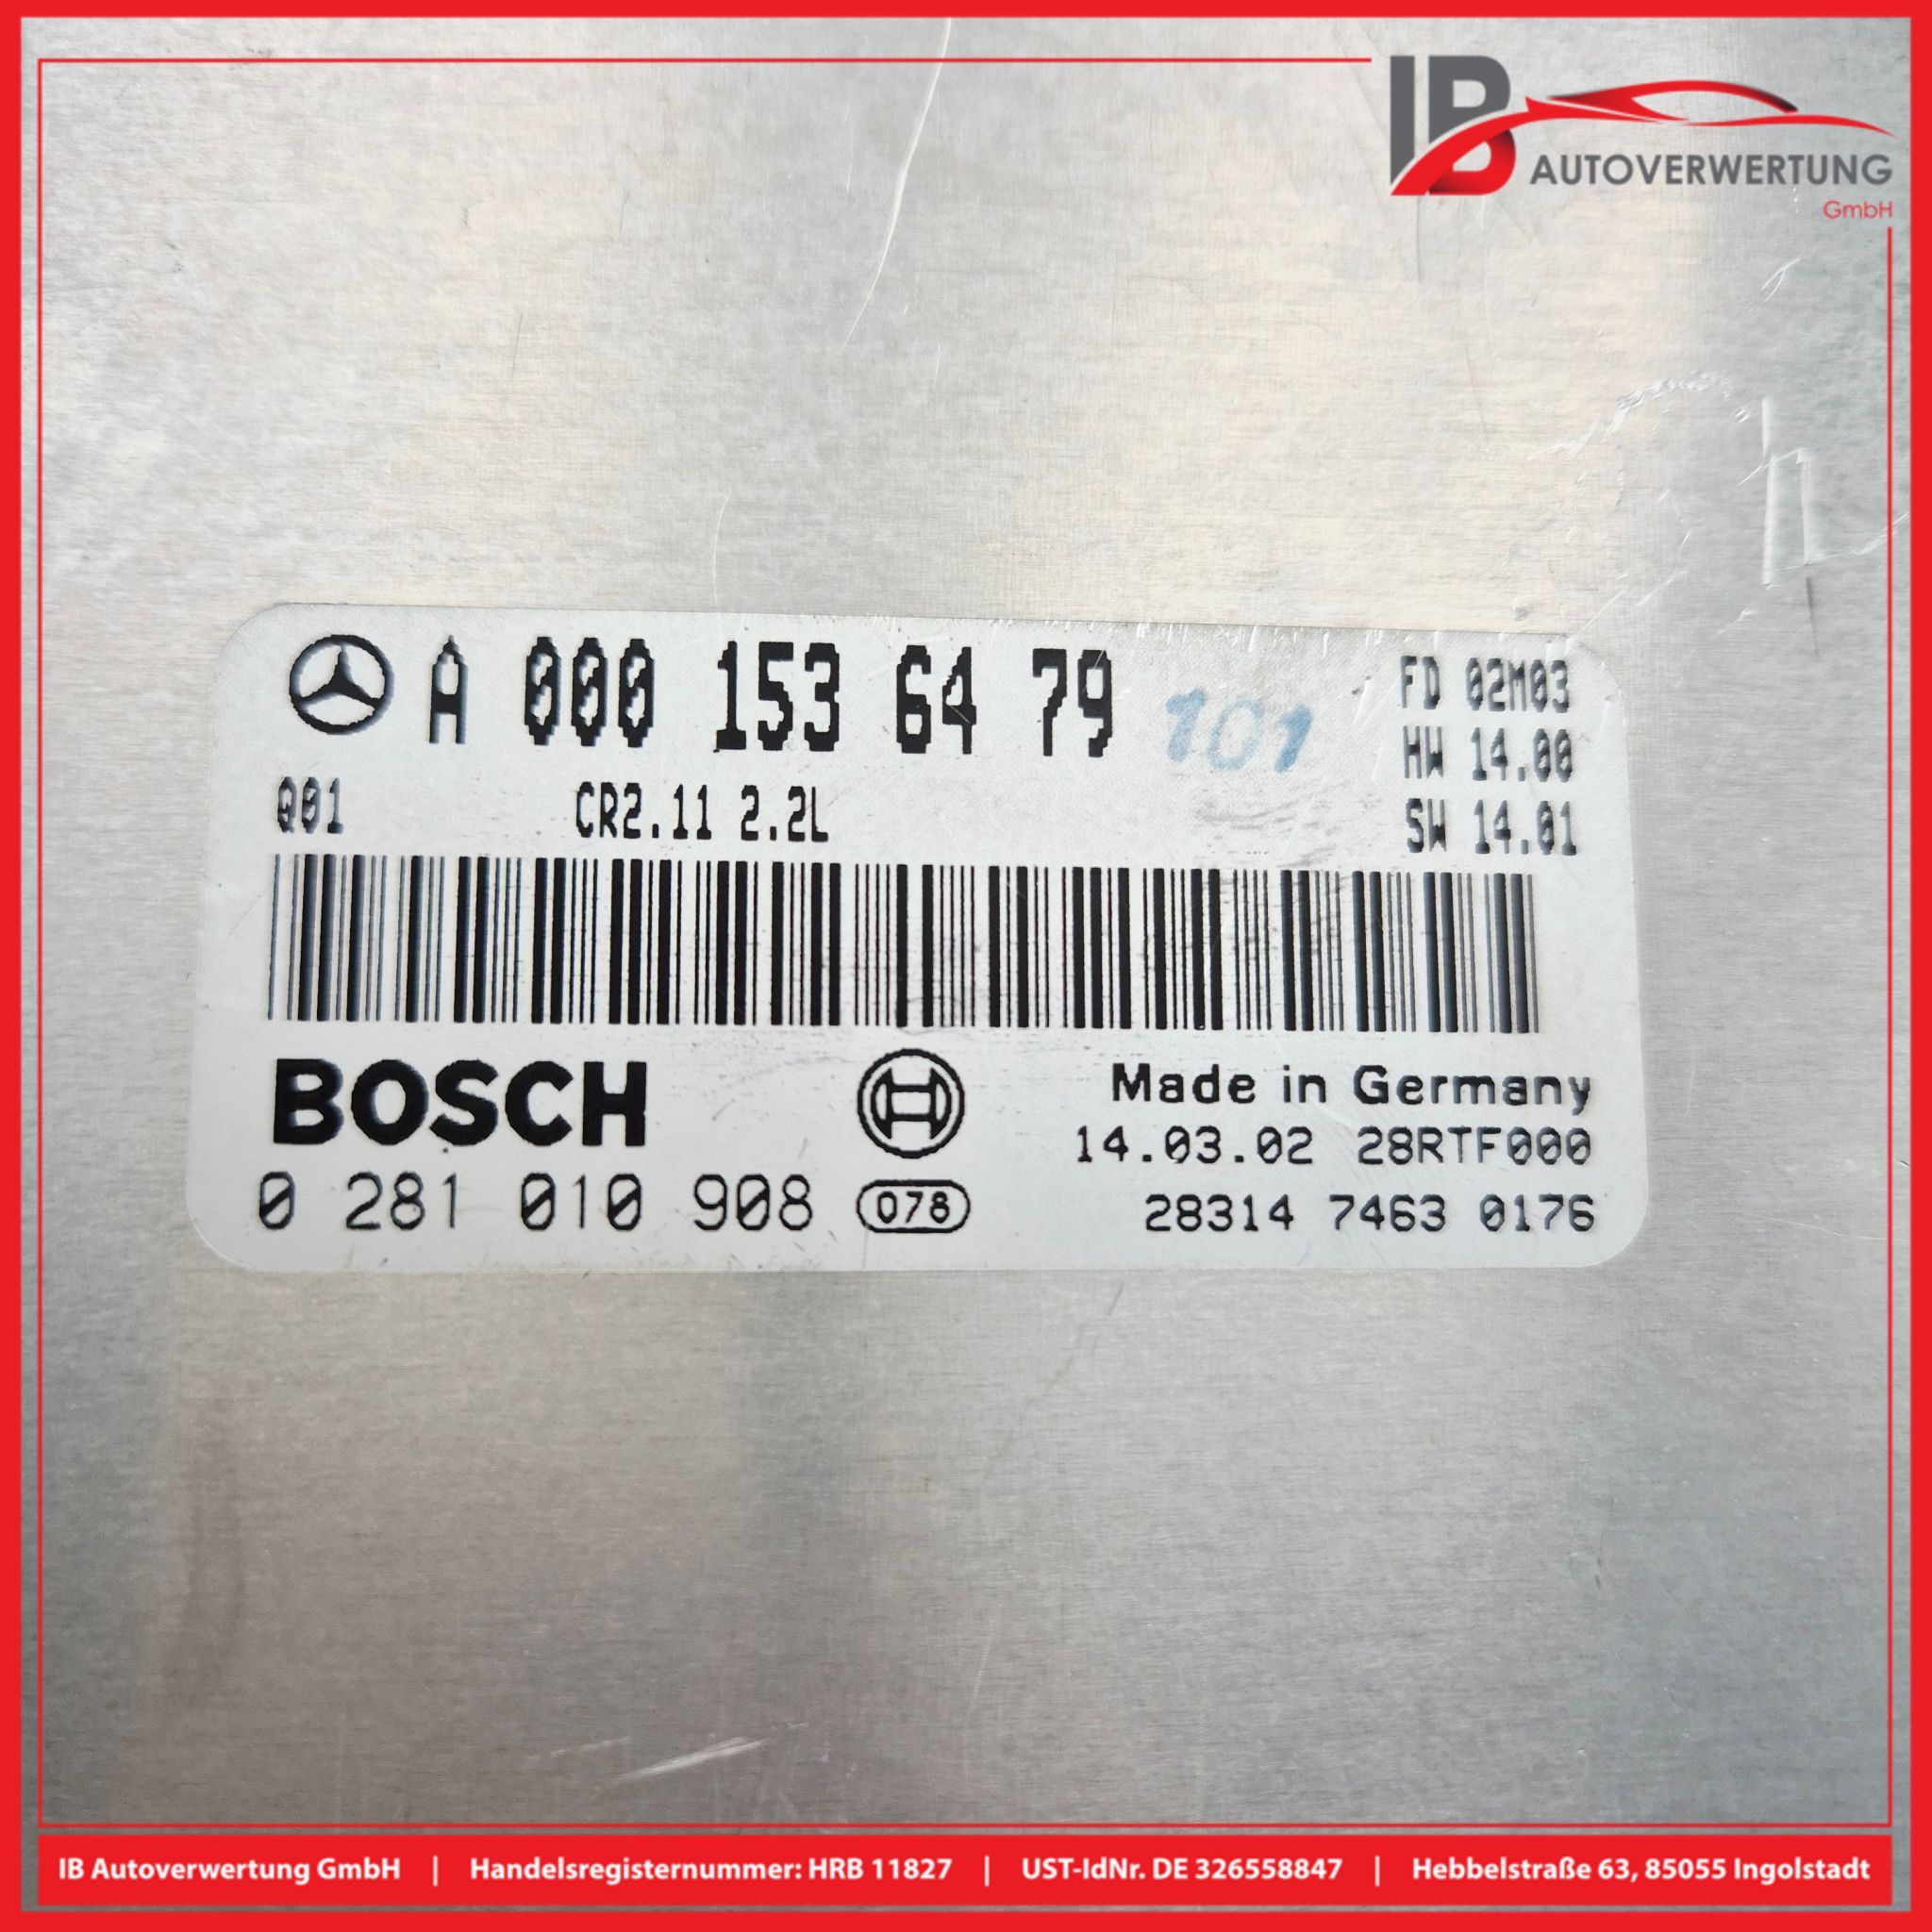 IB
AUTOVERWERTUNG
GmbH
A 000 153 64 79 101
FD 02M03
HW 14.00
Q01 CR2.11 2.2L
SW 14.01
BOSCH
Made in Germany
14.03.02 28RTF000
0 281 010 908 078
28314 7463 0176
IB Autoverwertung GmbH | Handelsregisternummer: HRB 11827 | UST-IdNr. DE 326558847 | Hebbelstraße 63, 85055 Ingolstadt